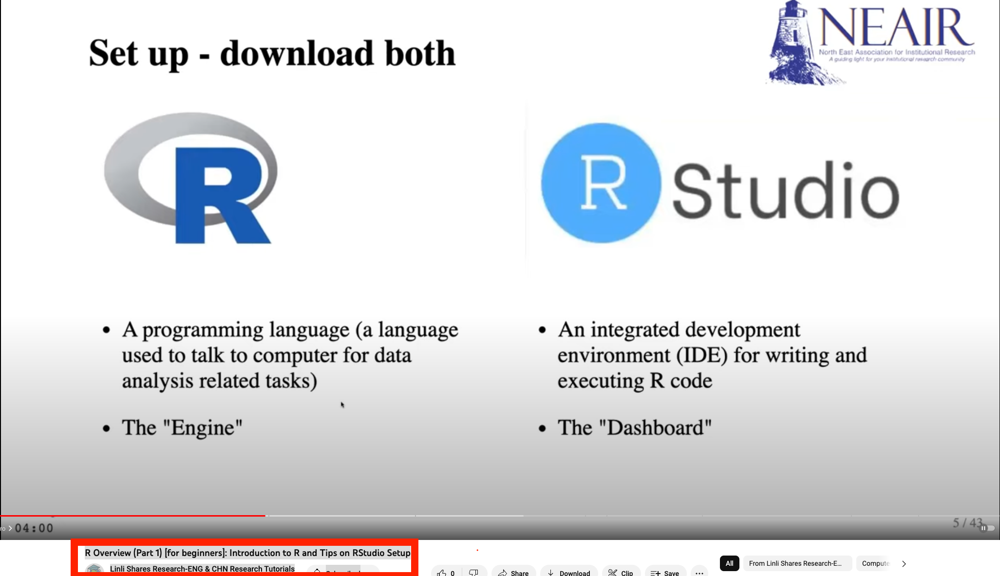 NEAIR
North East Association for Institutional Research
A guiding light for your institutional research community
Set up - download both
R
R Studio
• A programming language (a language
used to talk to computer for data
analysis related tasks)
• The "Engine"
• An integrated development
environment (IDE) for writing and
executing R code
• The "Dashboard"
ro
04:00
5 / 43
R Overview (Part 1) [for beginners]: Introduction to R and Tips on RStudio Setup
Linli Shares Research-ENG & CHN Research Tutorials
0
Share
Download
Clip
Save
All
From Linli Shares Research-E...
Compute